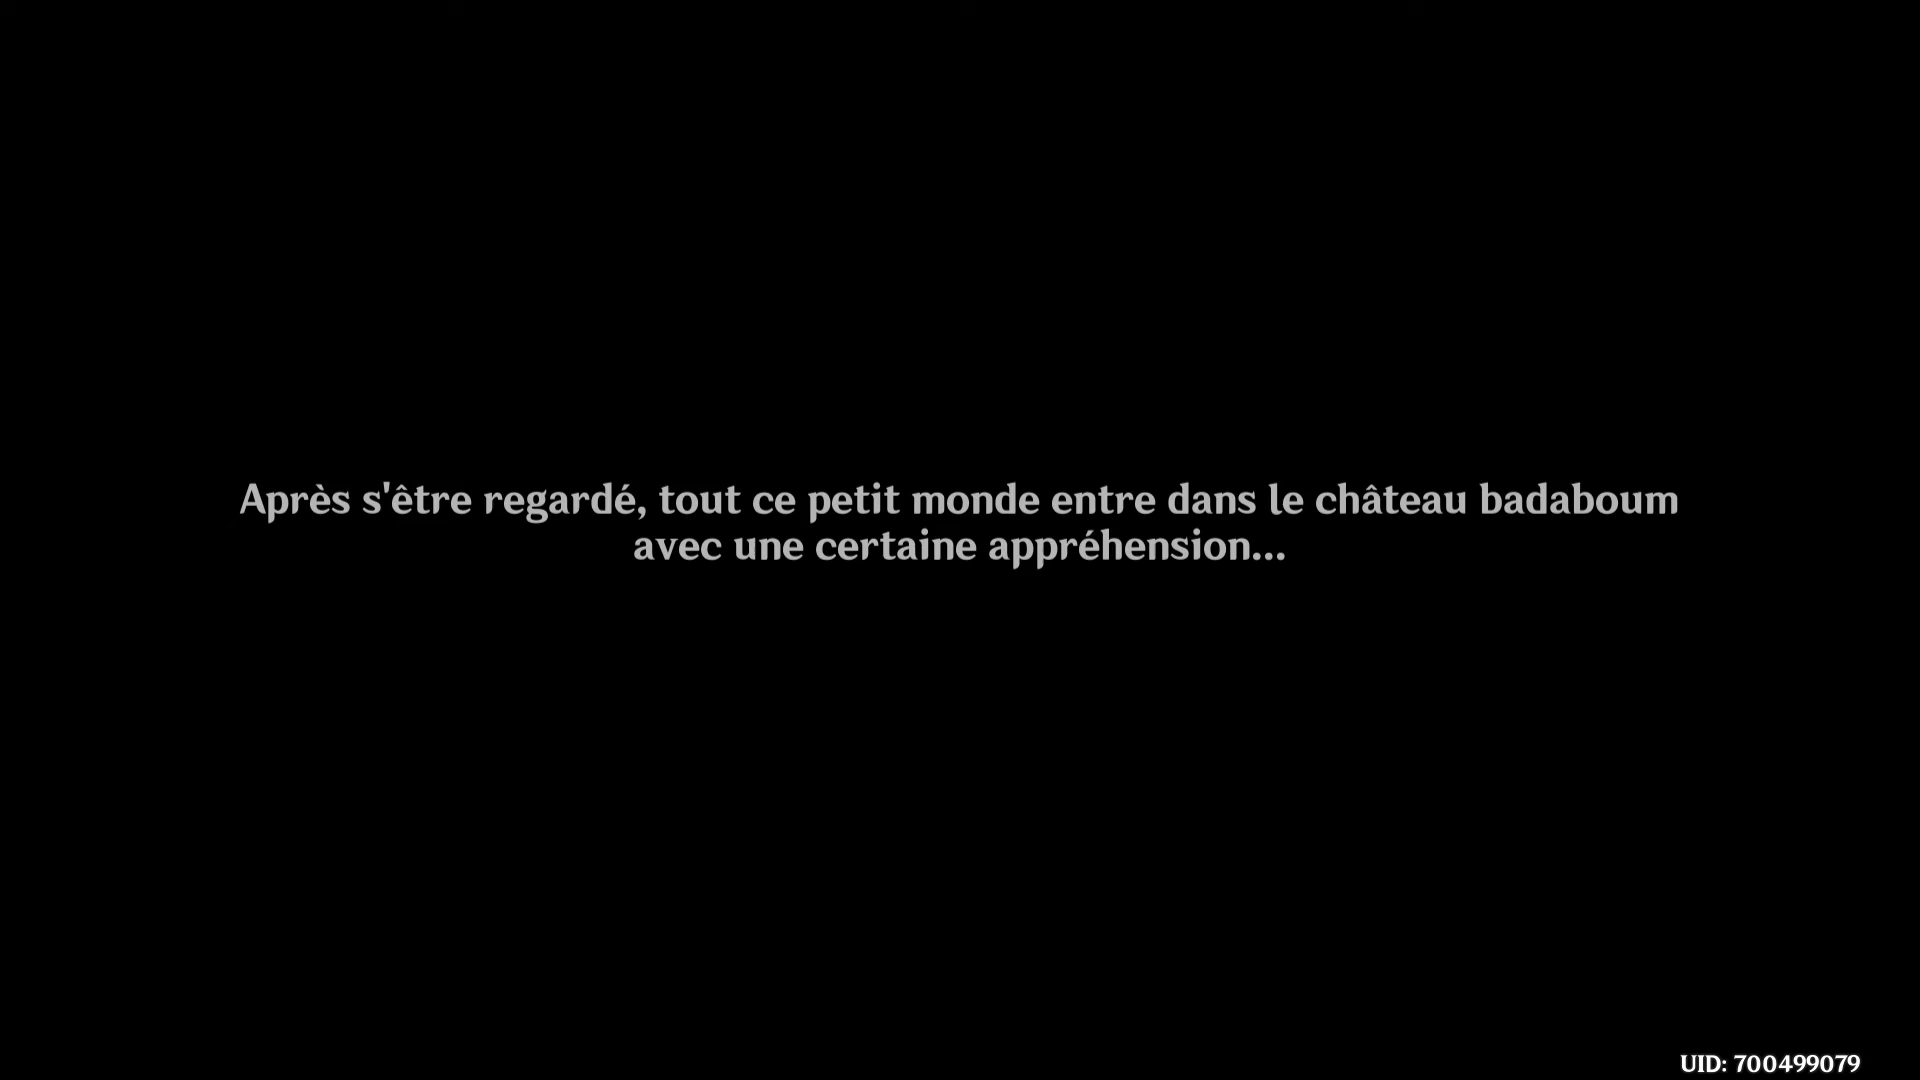 Après s'être regardé, tout ce petit monde entre dans le château badaboum
avec une certaine appréhension...
UID: 700499079